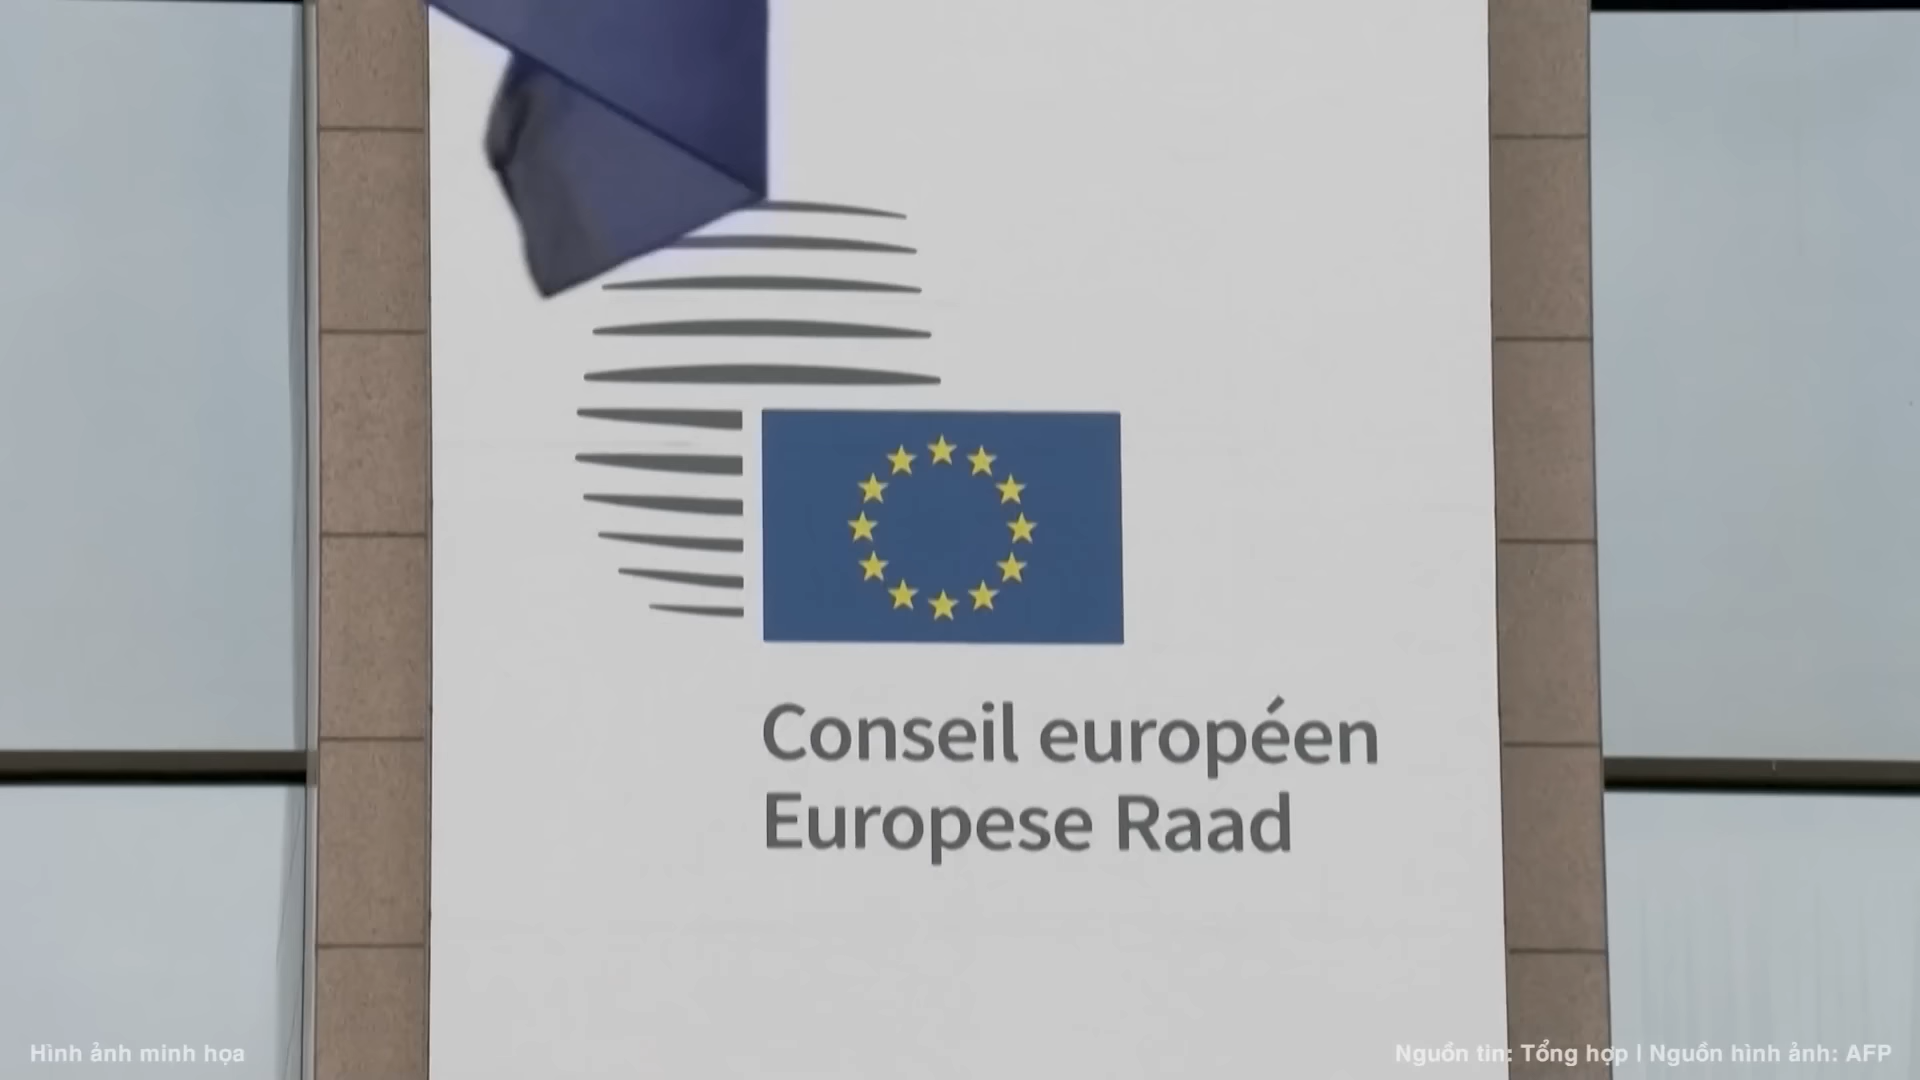 Conseil européen
Europese Raad
Hình ảnh minh họa
Nguồn tin: Tổng hợp | Nguồn hình ảnh: AFP